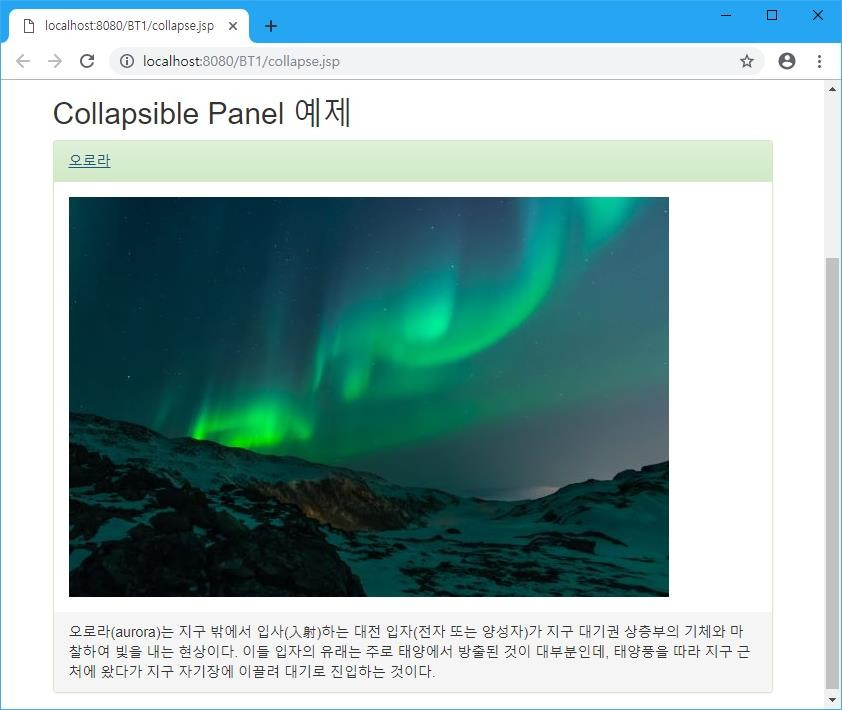 localhost:8080/BT1/collapse.jsp
localhost:8080/BT1/collapse.jsp
Collapsible Panel 예제
오로라
오로라(aurora)는 지구 밖에서 입사(入射)하는 대전 입자(전자 또는 양성자)가 지구 대기권 상층부의 기체와 마
찰하여 빛을 내는 현상이다. 이들 입자의 유래는 주로 태양에서 방출된 것이 대부분인데, 태양풍을 따라 지구 근
처에 왔다가 지구 자기장에 이끌려 대기로 진입하는 것이다.